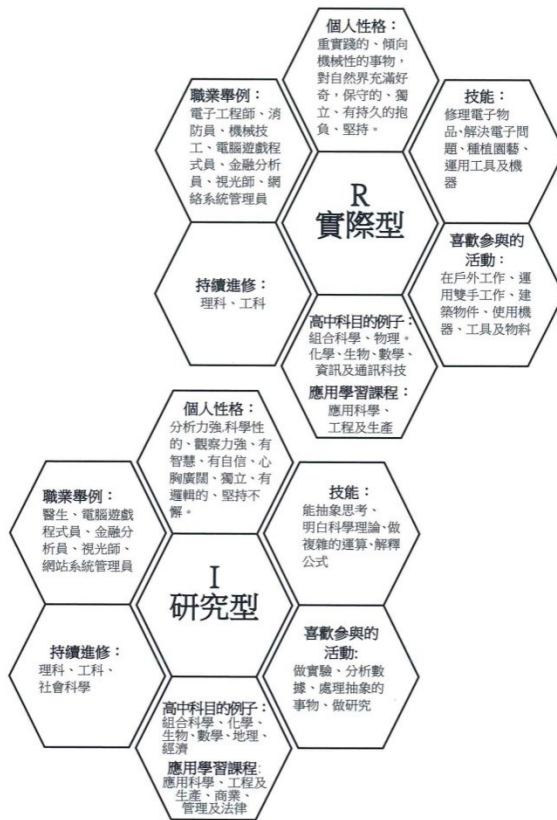 個人性格：
重實踐的、傾向
機械性的事物，
對自然界充滿好
奇，保守的、獨
立、有持久的抱
負、堅持。
職業舉例：
電子工程師、消
防員、機械技
工、電腦遊戲程
式員、金融分析
員、視光師、網
絡系統管理員
技能：
修理電子物
品、解決電子問
題、種植園藝、
運用工具及機
器
R
實際型
持續進修：
理科、工科
喜歡參與的
活動：
在戶外工作、運
用雙手工作、建
築物件、使用機
器、工具及物料
高中科目的例子：
組合科學、物理。
化學、生物、數學、
資訊及通訊科技
應用學習課程：
應用科學、
工程及生產
個人性格：
分析力強,科學性
的、觀察力強、有
智慧、有自信、心
胸廣闊、獨立、有
邏輯的、堅持不
懈。
職業舉例：
醫生、電腦遊戲
程式員、金融分
析員、視光師、
網站系統管理員
技能：
能抽象思考、
明白科學理論、做
複雜的運算、解釋
公式
I
研究型
持續進修：
理科、工科、
社會科學
喜歡參與的
活動:
做實驗、分析數
據、處理抽象的
事物、做研究
高中科目的例子：
組合科學、化學、
生物、數學、地理、
經濟
應用學習課程:
應用科學、工程及
生產、商業、
管理及法律